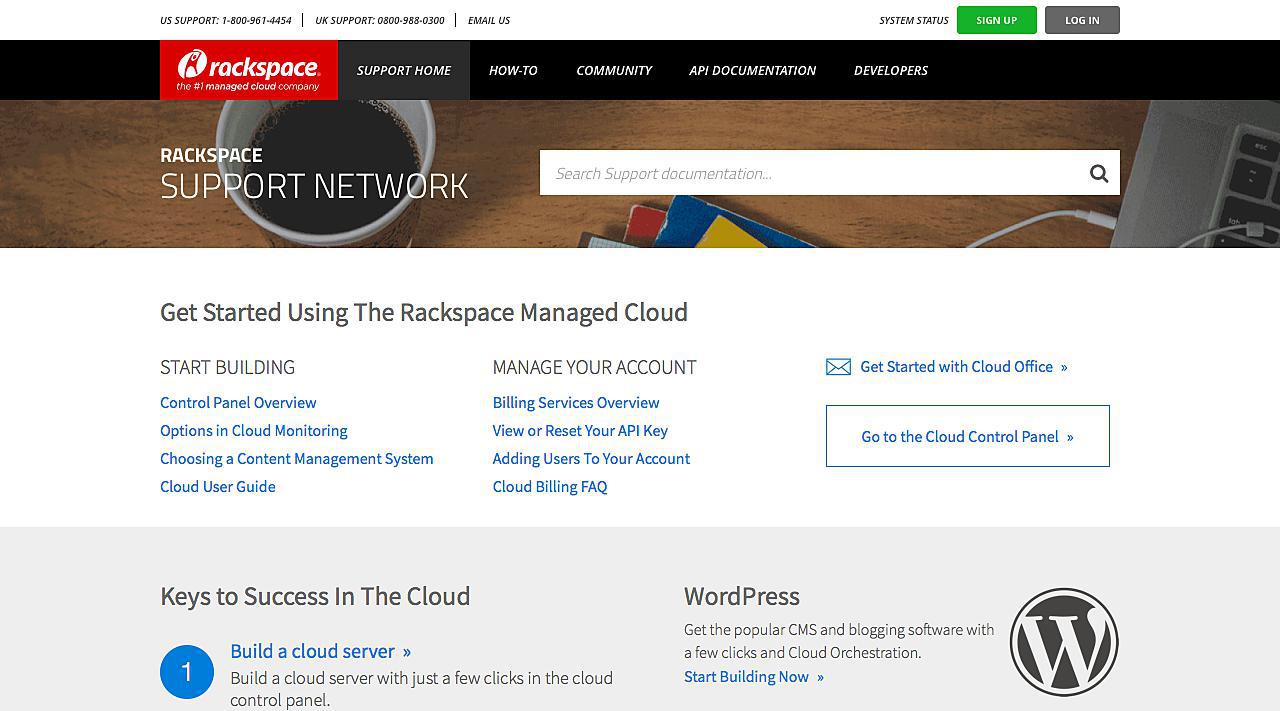 US SUPPORT: 1-800-961-4454 UK SUPPORT: 0800-988-0300 EMAIL US SYSTEM STATUS SIGN UP LOG IN
rackspace
the #1 managed cloud company
SUPPORT HOME HOW-TO COMMUNITY API DOCUMENTATION DEVELOPERS
RACKSPACE
SUPPORT NETWORK
Search Support documentation...
esc
tab
Get Started Using The Rackspace Managed Cloud
START BUILDING
Control Panel Overview
Options in Cloud Monitoring
Choosing a Content Management System
Cloud User Guide
MANAGE YOUR ACCOUNT
Billing Services Overview
View or Reset Your API Key
Adding Users To Your Account
Cloud Billing FAQ
Get Started with Cloud Office »
Go to the Cloud Control Panel »
Keys to Success In The Cloud
1
Build a cloud server »
Build a cloud server with just a few clicks in the cloud
control panel.
WordPress
Get the popular CMS and blogging software with
a few clicks and Cloud Orchestration.
Start Building Now »
W